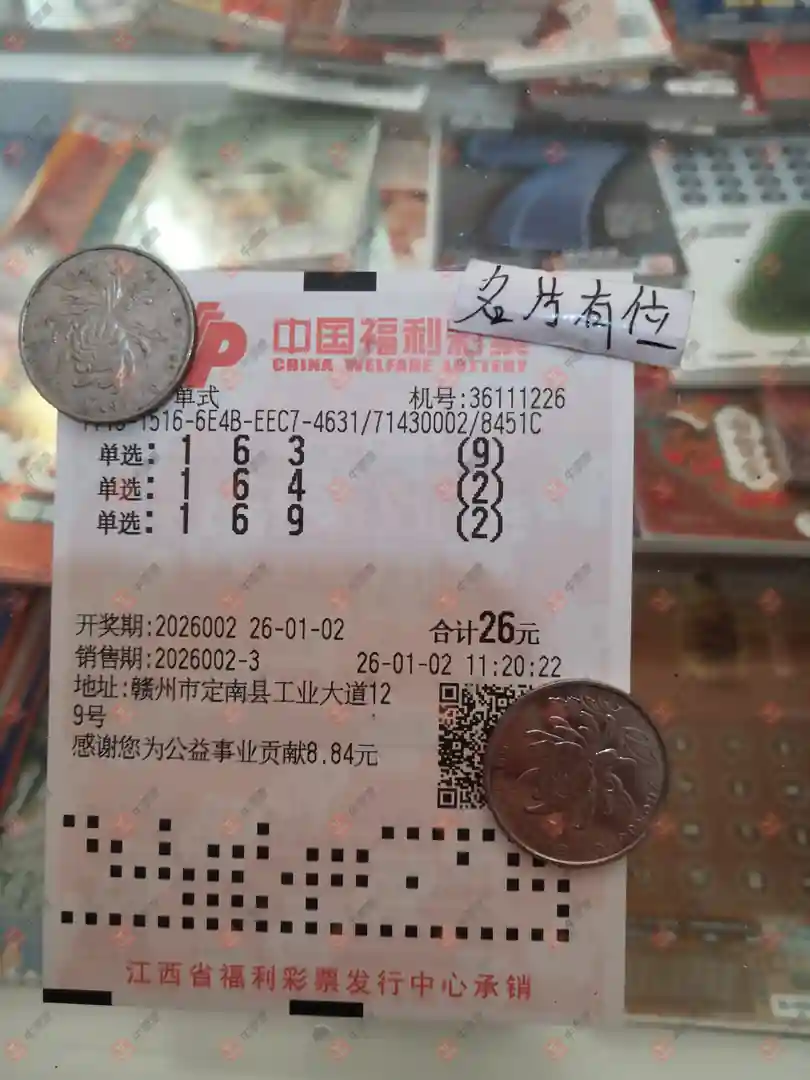 名片有位
中国福利彩票
CHINA WELFARE LOTTERY
单式 机号:36111226
1516-6E4B-EEC7-4631/71430002/8451C
单选: 1 6 3 (9)
单选: 1 6 4 (2)
单选: 1 6 9 (2)
开奖期:2026002 26-01-02 合计26元
销售期:2026002-3 26-01-02 11:20:22
地址:赣州市定南县工业大道12
9号
感谢您为公益事业贡献8.84元
江西省福利彩票发行中心承销
7